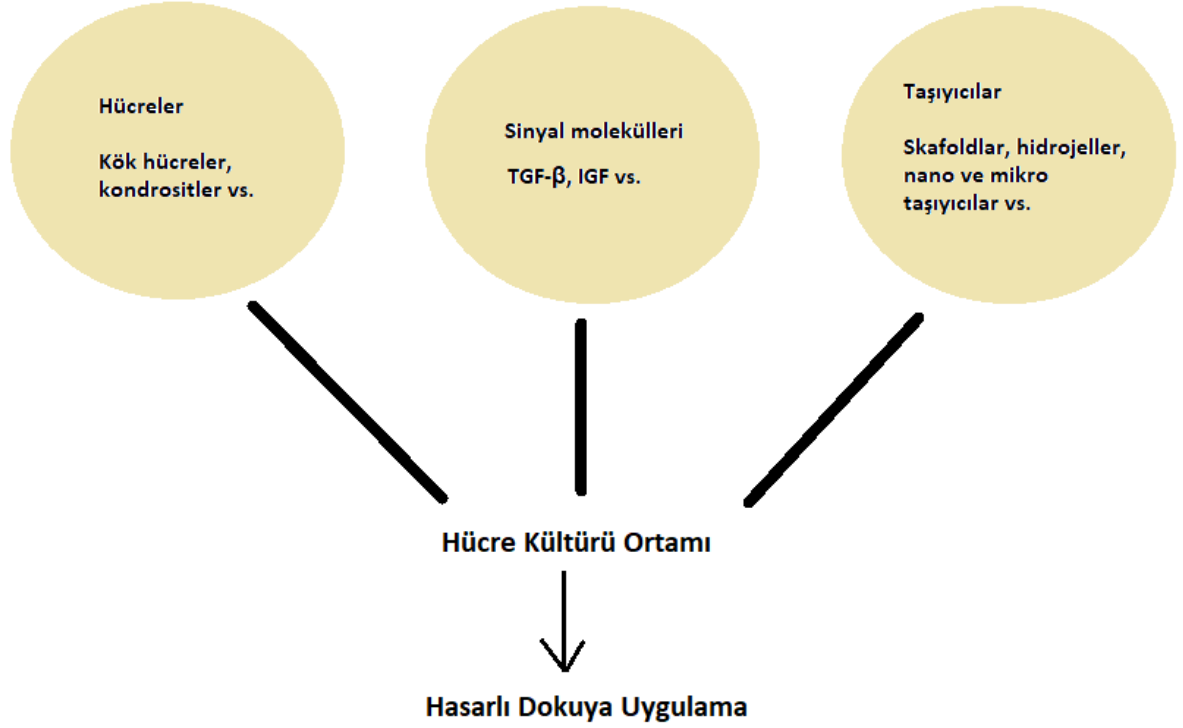 Hücreler
Kök hücreler,
kondrositler vs.
Sinyal molekülleri
TGF-β, IGF vs.
Taşıyıcılar
Skafoldlar, hidrojeller,
nano ve mikro
taşıyıcılar vs.
Hücre Kültürü Ortamı
Hasarlı Dokuya Uygulama